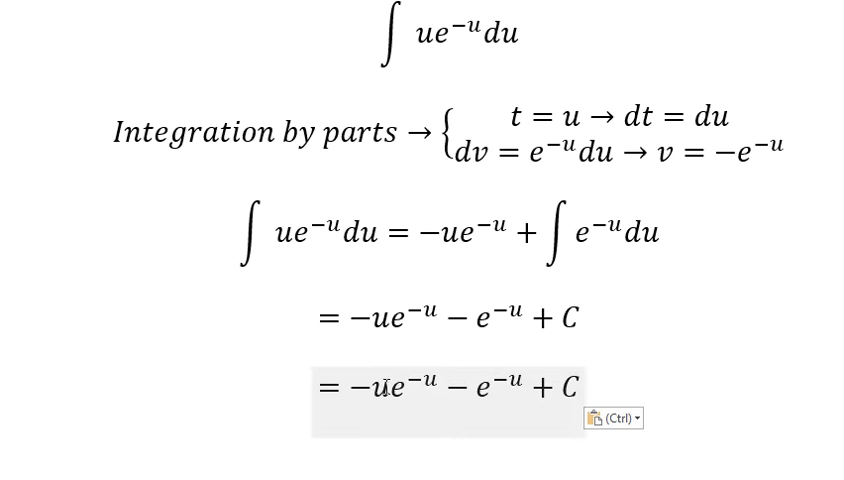 ∫ ue^{-u}du
Integration by parts → { t = u → dt = du
dv = e^{-u}du → v = -e^{-u}
∫ ue^{-u}du = -ue^{-u} + ∫ e^{-u}du
= -ue^{-u} - e^{-u} + C
= -ue^{-u} - e^{-u} + C
(Ctrl)